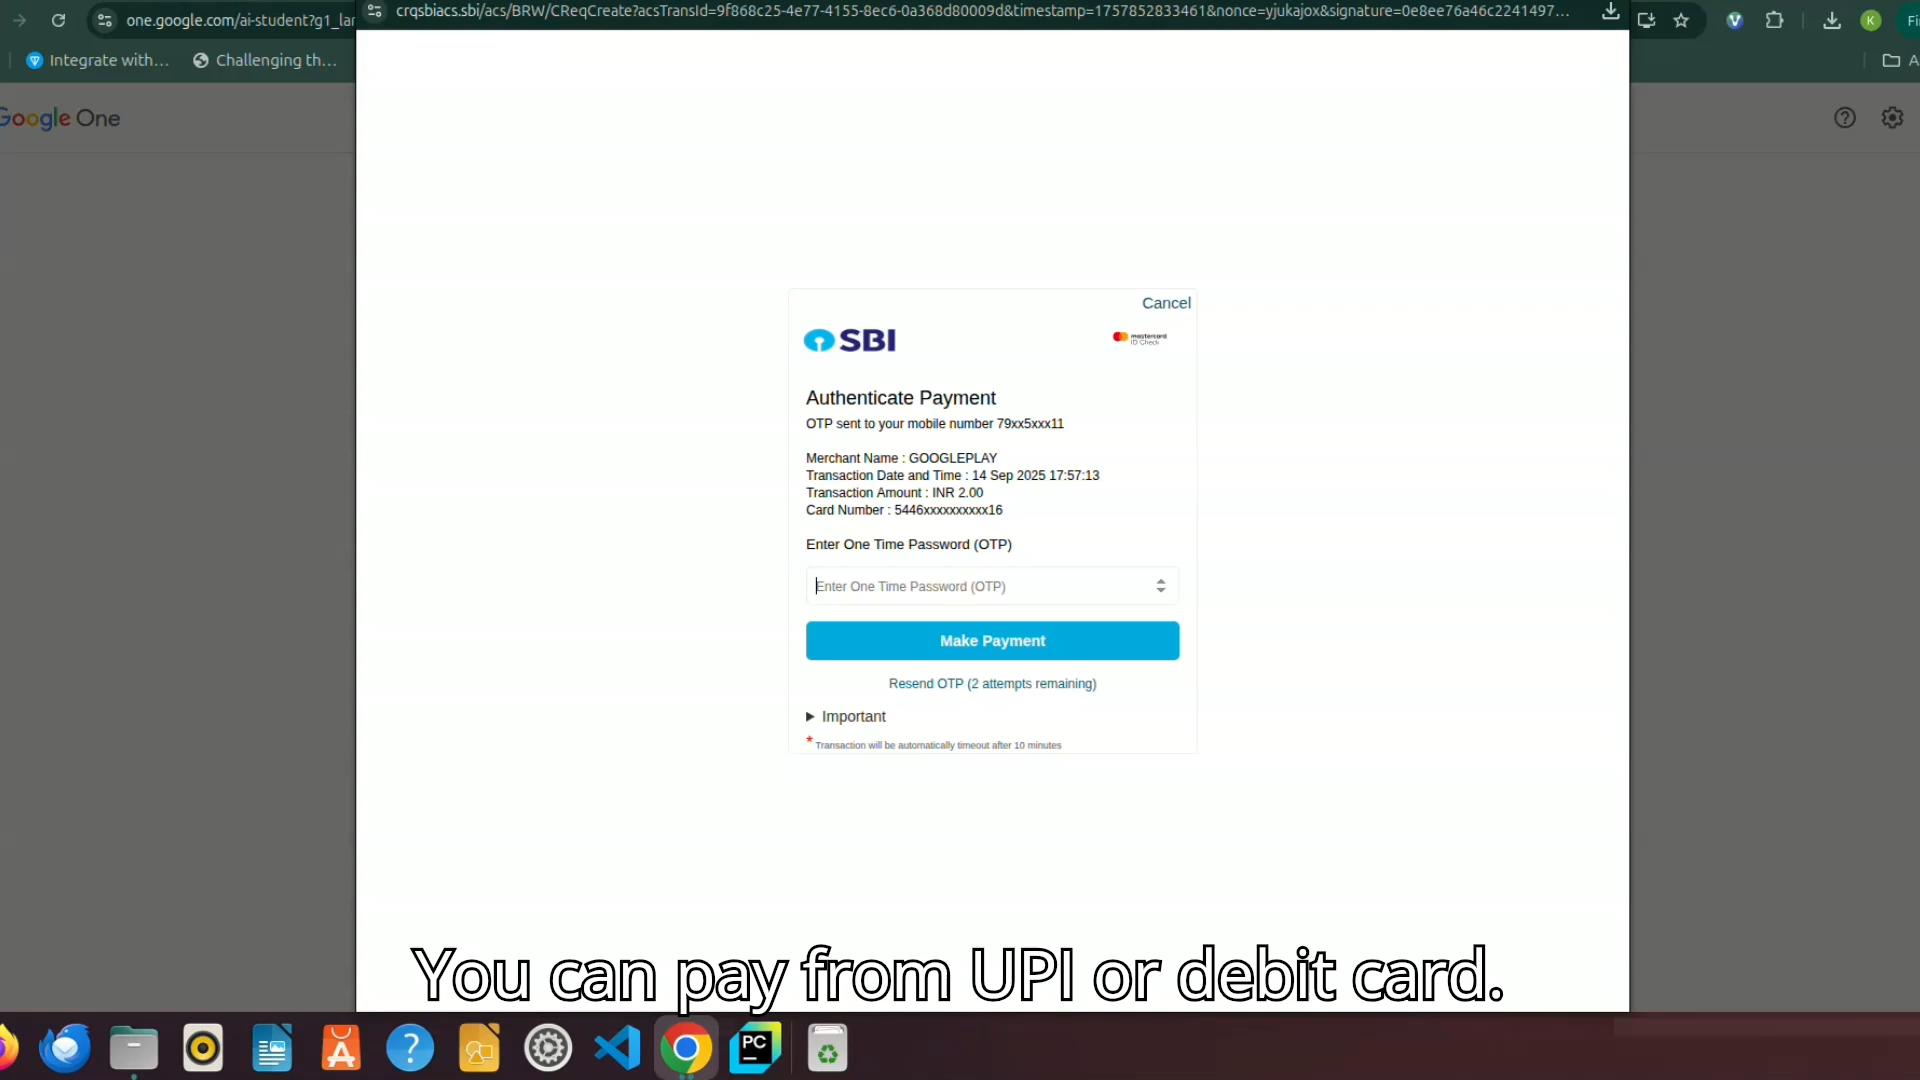 one.google.com/ai-student?g1_lar
crqsbiacs.sbi/acs/BRW/CReqCreate?acsTransId=9f868c25-4e77-4155-8ec6-0a368d80009d&timestamp=1757852833461&nonce=yjukajox&signature=0e8ee76a46c2241497...
K
Fi
Integrate with...
Challenging th...
A
Google One
Cancel
SBI
mastercard
ID Check
Authenticate Payment
OTP sent to your mobile number 79xx5xxx11
Merchant Name : GOOGLEPLAY
Transaction Date and Time : 14 Sep 2025 17:57:13
Transaction Amount : INR 2.00
Card Number : 5446xxxxxxxxxx16
Enter One Time Password (OTP)
Enter One Time Password (OTP)
Make Payment
Resend OTP (2 attempts remaining)
Important
* Transaction will be automatically timeout after 10 minutes
You can pay from UPI or debit card.
PC